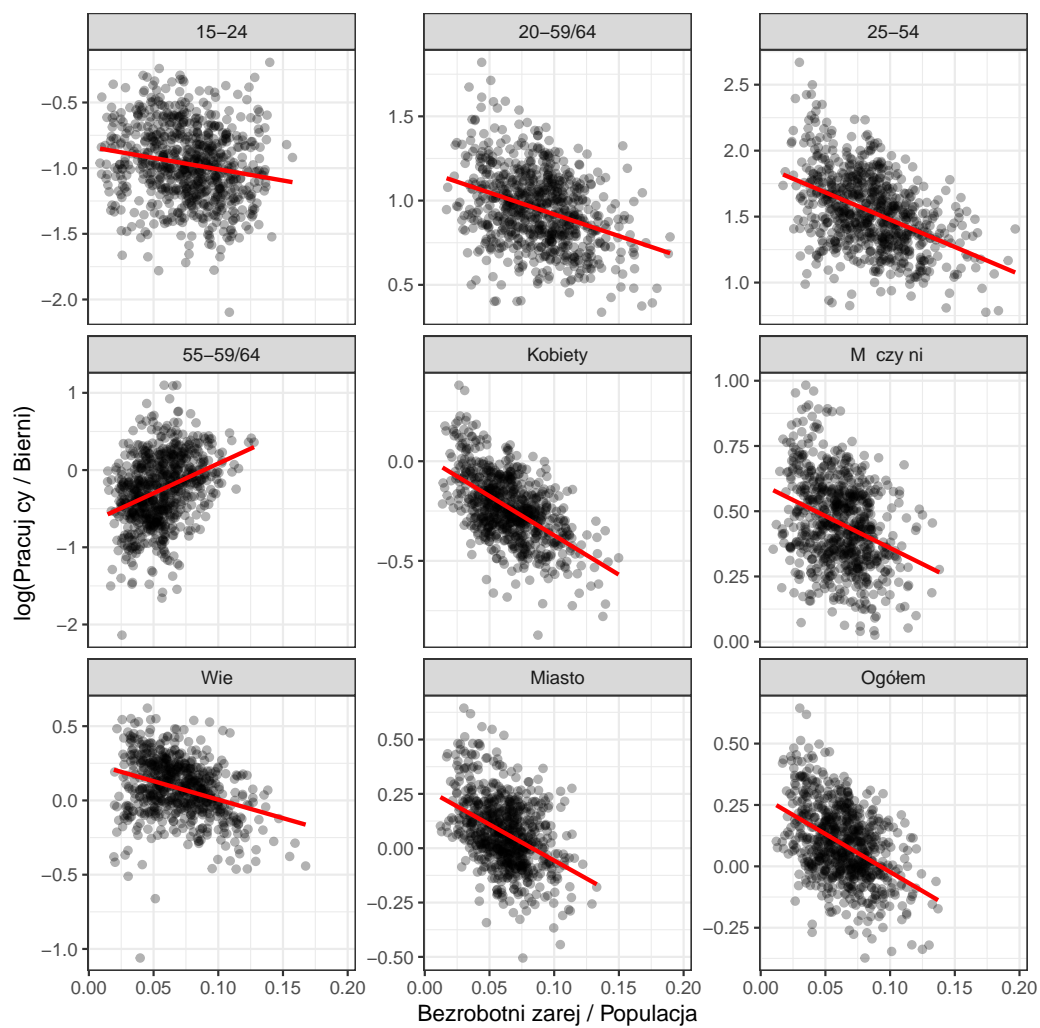 15−24 20−59/64 25−54
−0.5 1.5 2.5
−1.0 1.0 2.0
−1.5 0.5 1.5
−2.0 1.0
55−59/64 Kobiety M czy ni
1 0.0 1.00
0 −0.5 0.75
−1 0.50
−2 0.25
0.00
log(Pracuj cy / Bierni)
Wie Miasto Ogółem
0.5 0.50 0.50
0.0 0.25 0.25
−0.5 0.00 0.00
−1.0 −0.25 −0.25
−0.50
0.00 0.05 0.10 0.15 0.20 0.00 0.05 0.10 0.15 0.20 0.00 0.05 0.10 0.15 0.20
Bezrobotni zarej / Populacja